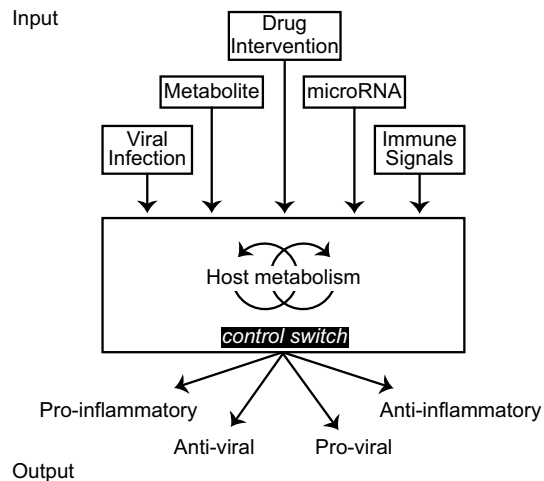 Input
Drug
Intervention
Metabolite
microRNA
Viral
Infection
Immune
Signals
Host metabolism
control switch
Pro-inflammatory
Anti-inflammatory
Anti-viral
Pro-viral
Output